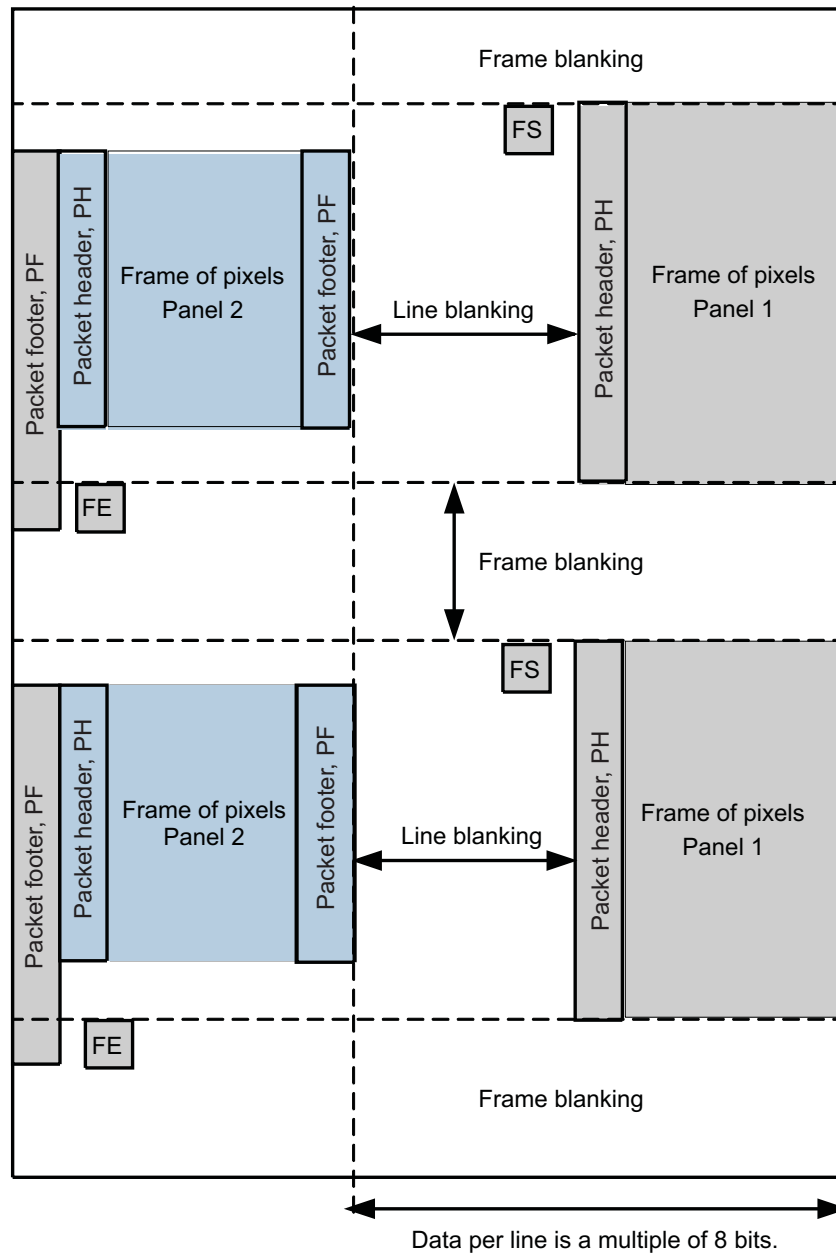 Frame blanking
FS
Packet footer, PF
Packet header, PH
Frame of pixels
Panel 2
Packet footer, PF
Line blanking
Packet header, PH
Frame of pixels
Panel 1
FE
Frame blanking
FS
Packet footer, PF
Packet header, PH
Frame of pixels
Panel 2
Packet footer, PF
Line blanking
Packet header, PH
Frame of pixels
Panel 1
FE
Frame blanking
Data per line is a multiple of 8 bits.